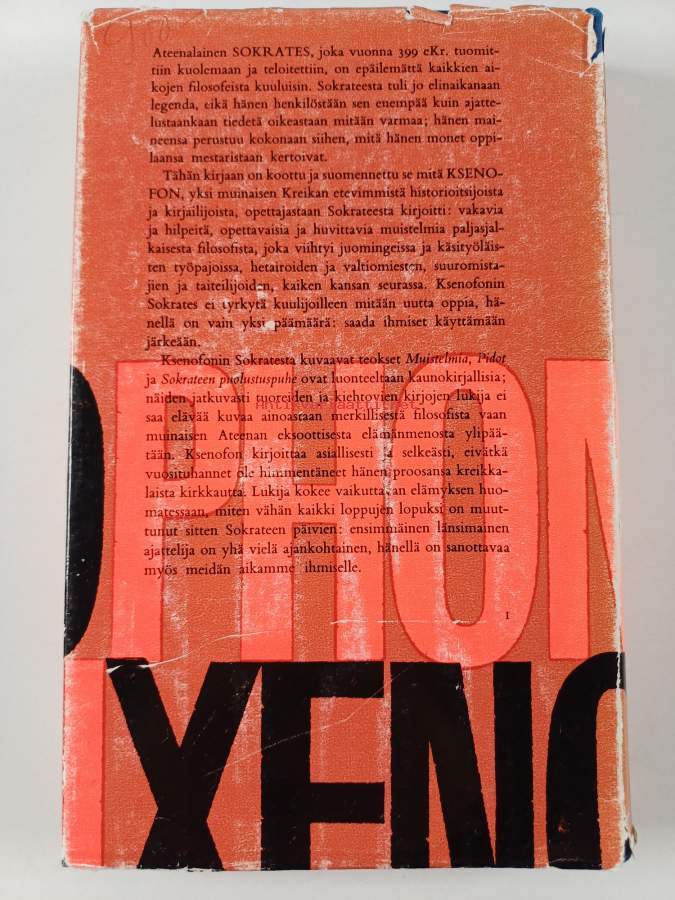 Ateenalainen SOKRATES, joka vuonna 399 eKr. tuomit-
tiin kuolemaan ja teloitettiin, on epäilemättä kaikkien ai-
kojen filosofeista kuuluisin. Sokrateesta tuli jo elinaikanaan
legenda, eikä hänen henkilöstään sen enempää kuin ajatte-
lustaankaan tiedetä oikeastaan mitään varmaa; hänen mai-
neensa perustuu kokonaan siihen, mitä hänen monet oppi-
laansa mestaristaan kertoivat.
Tähän kirjaan on koottu ja suomennettu se mitä KSENO-
FON, yksi muinaisen Kreikan etevimmistä historioitsijoista
ja kirjailijoista, opettajastaan Sokrateesta kirjoitti: vakavia
ja hilpeitä, opettavaisia ja huvittavia muistelmia paljasjal-
kaisesta filosofista, joka viihtyi juomingeissa ja käsityöläis-
ten työpajoissa, hetairoiden ja valtiomiesten, suuromista-
jien ja taiteilijoiden, kaiken kansan seurassa. Ksenofonin
Sokrates ei tyrkytä kuulijoilleen mitään uutta oppia, hä-
nellä on vain yksi päämäärä: saada ihmiset käyttämään
järkeään.
Ksenofonin Sokratesta kuvaavat teokset Muistelmia, Pidot
ja Sokrateen puolustuspuhe ovat luonteeltaan kaunokirjallisia;
näiden jatkuvasti tuoreiden ja kiehtovien kirjojen lukija ei
saa elävää kuvaa ainoastaan merkillisestä filosofista vaan
muinaisen Ateenan eksoottisesta elämänmenosta ylipää-
tään. Ksenofon kirjoittaa asiallisesti ja selkeästi, eivätkä
vuosituhannet ole himmentäneet hänen proosansa kreikka-
laista kirkkautta. Lukija kokee vaikuttavan elämyksen huo-
matessaan, miten vähän kaikki loppujen lopuksi on muut-
tunut sitten Sokrateen päivien: ensimmäinen länsimainen
ajattelija on yhä vielä ajankohtainen, hänellä on sanottavaa
myös meidän aikamme ihmiselle.
1
OPHON
XENO